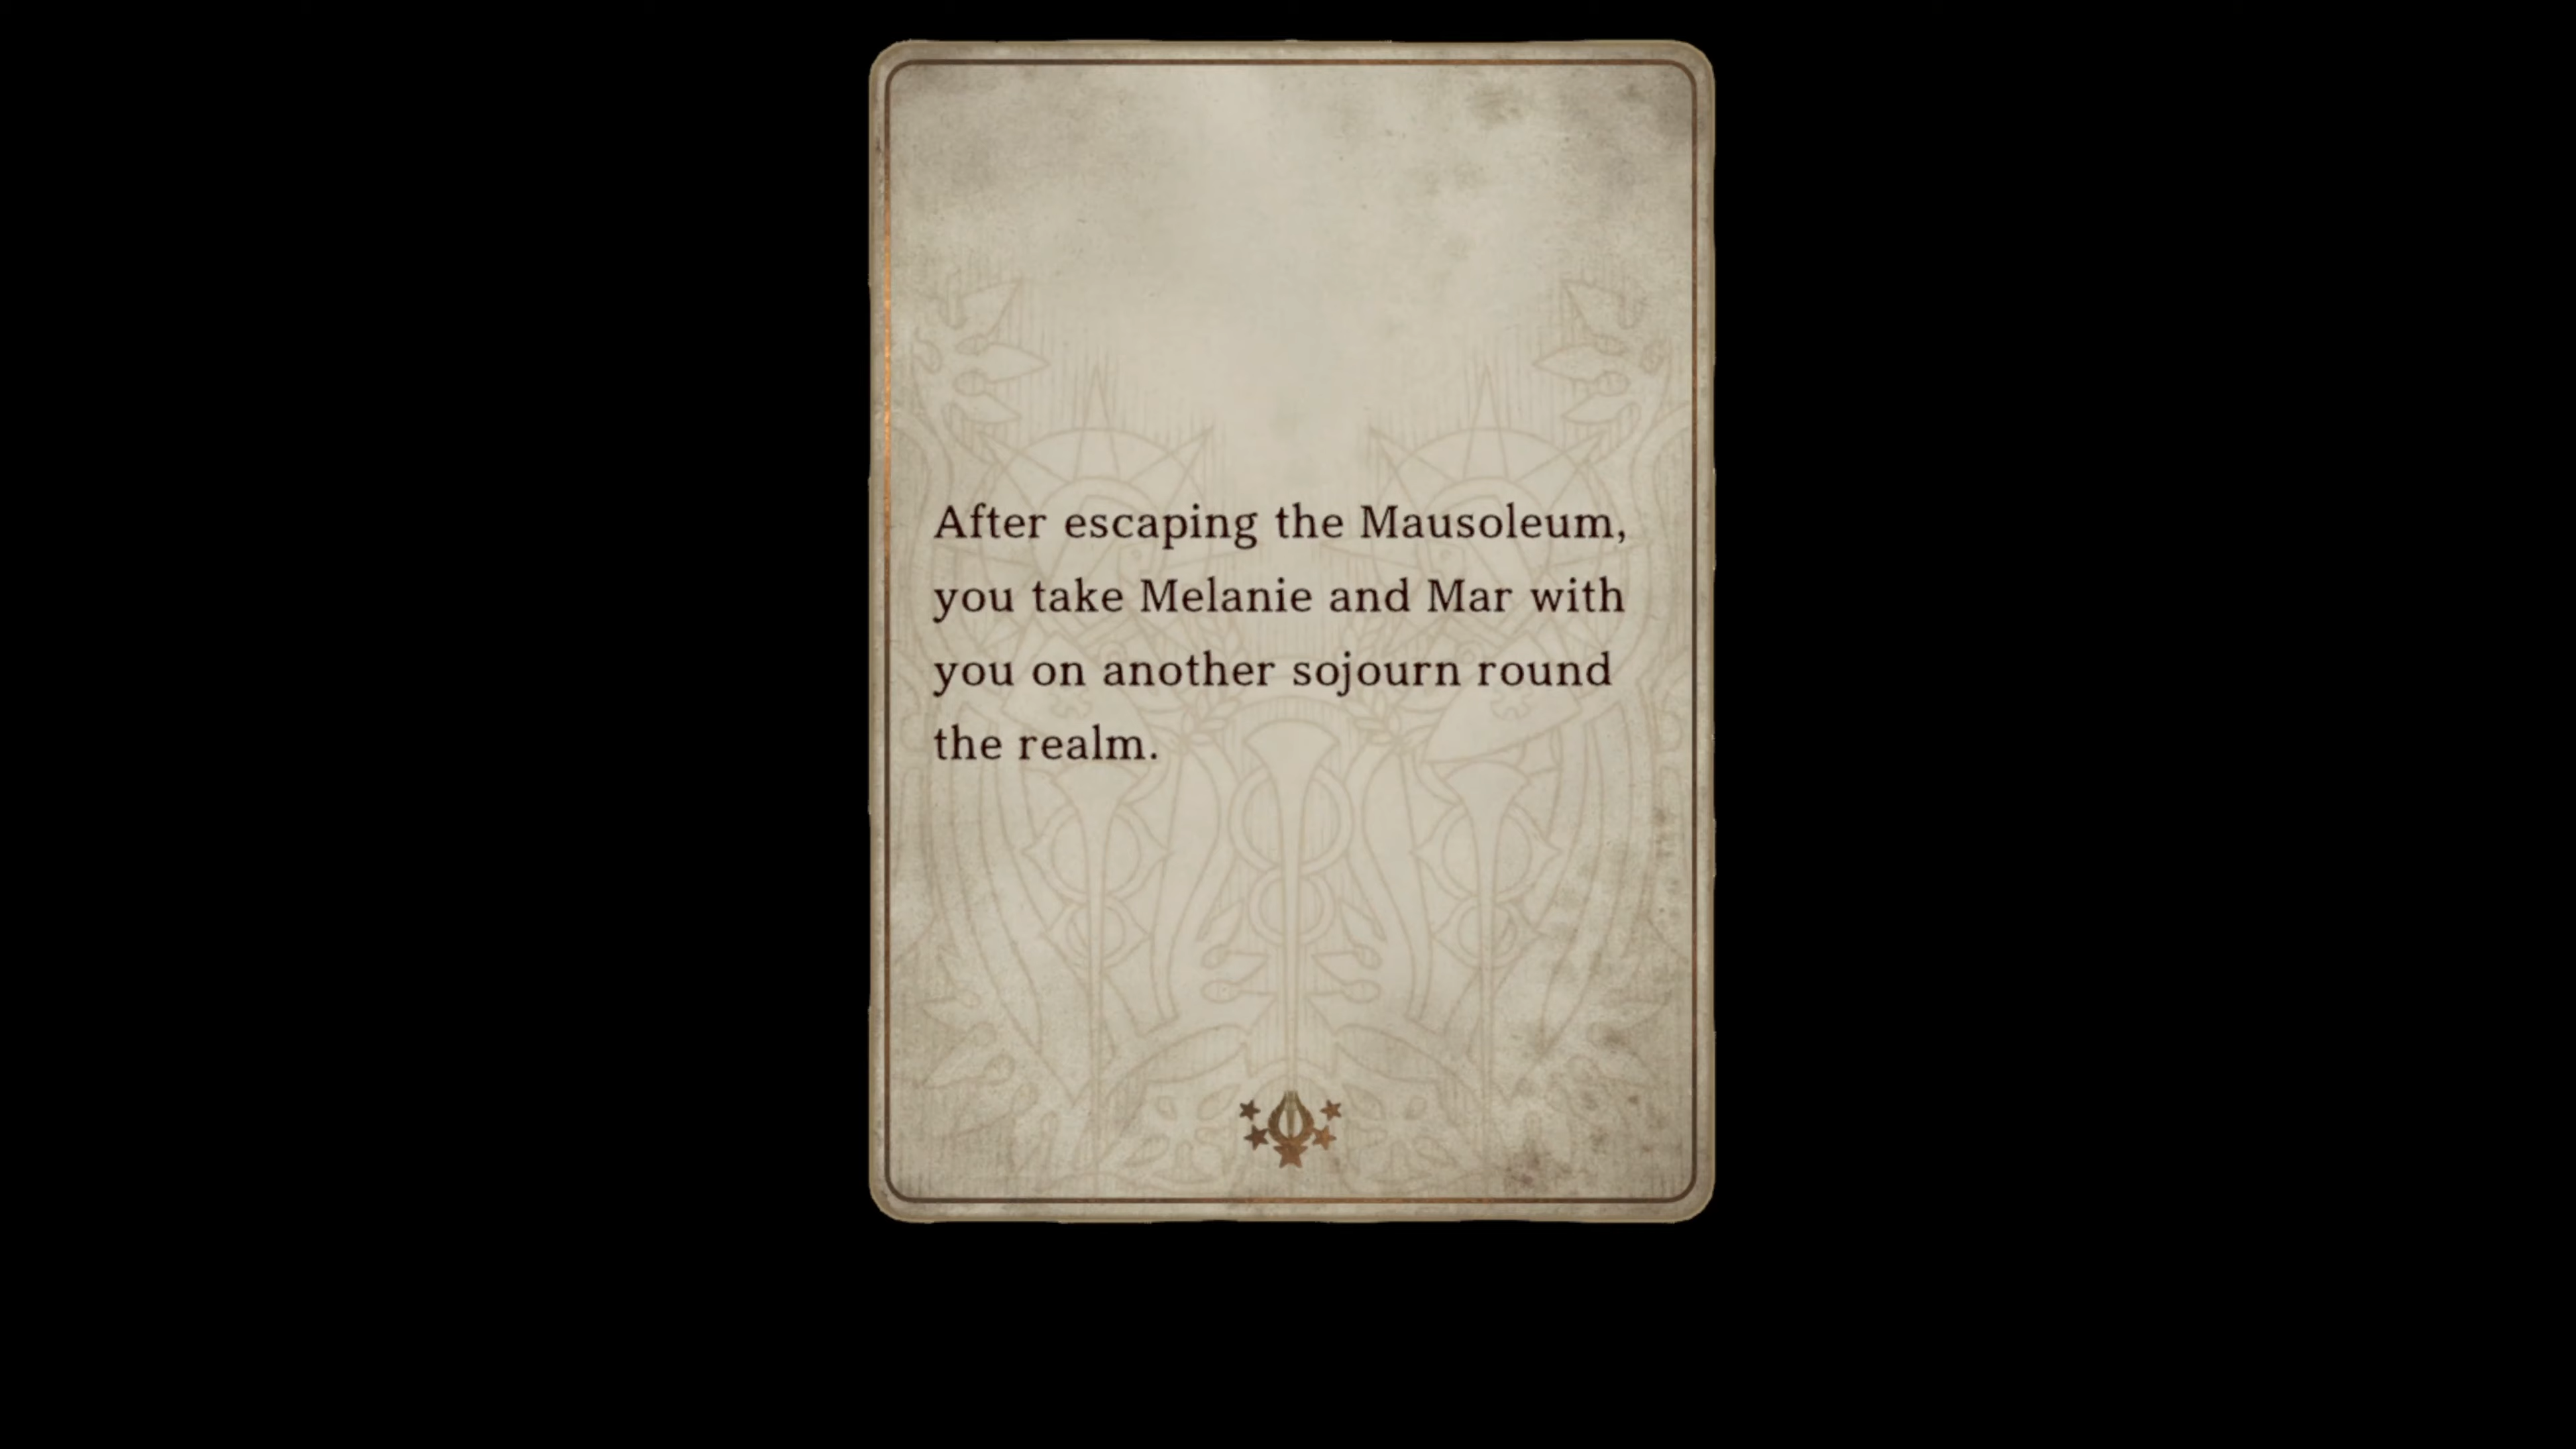 After escaping the Mausoleum,
you take Melanie and Mar with
you on another sojourn round
the realm.